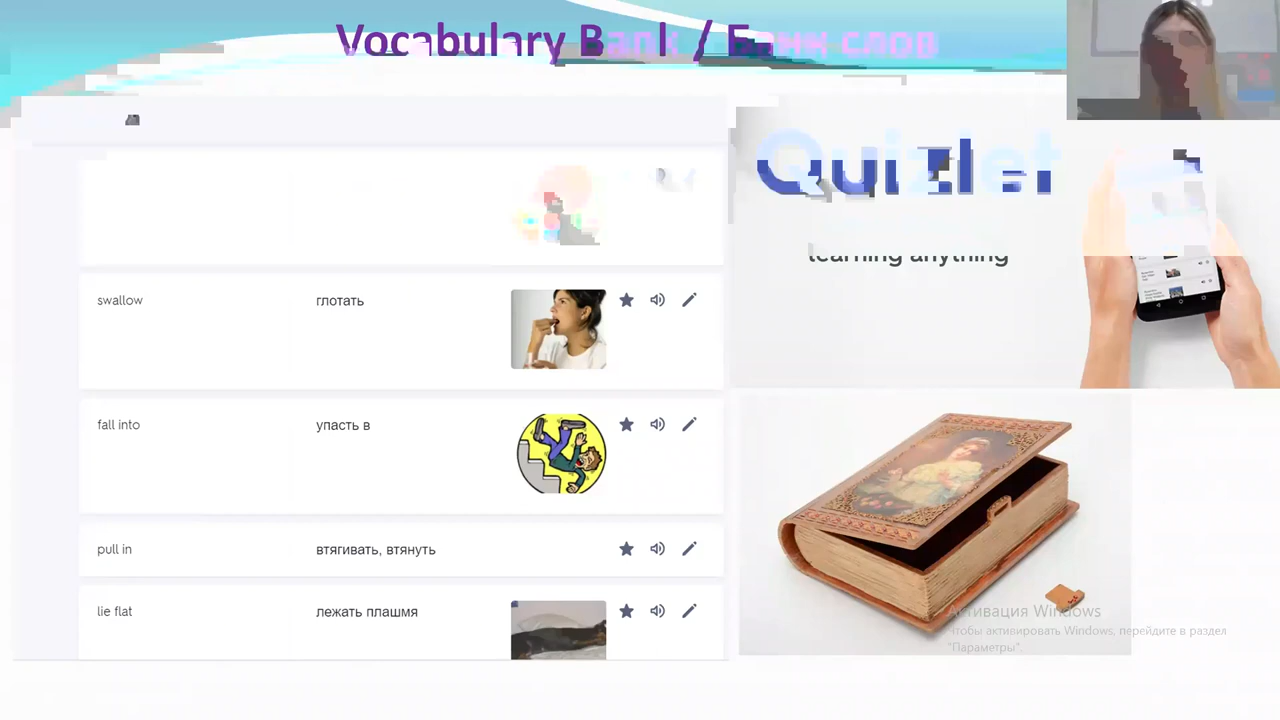 Vocabulary Bank / Банк слов
Quizlet
learning anything
swallow глотать
fall into упасть в
pull in втягивать, втянуть
lie flat лежать плашмя
Активация Windows
Чтобы активировать Windows, перейдите в раздел
"Параметры".